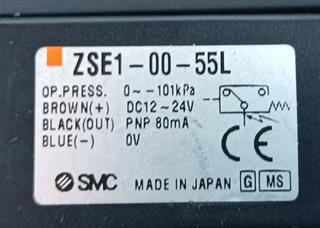 ZSE1-00-55L
OP.PRESS. 0~-101kPa
BROWN(+) DC12~24V
BLACK(OUT) PNP 80mA
BLUE(-) 0V
CE
SMC MADE IN JAPAN G MS